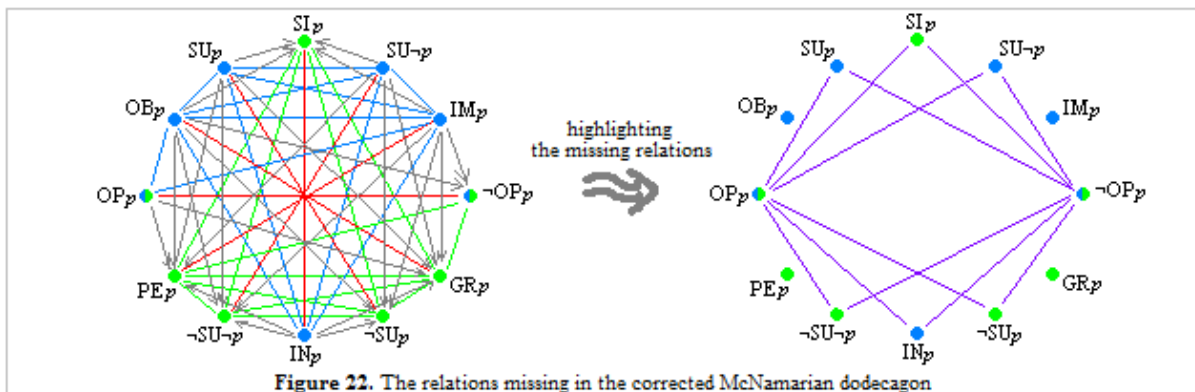 SIp
SUp
SU¬p
OBp
IMp
OPp
¬OPp
PEp
GRp
¬SU¬p
¬SUp
INp
highlighting
the missing relations
SIp
SUp
SU¬p
OBp
IMp
OPp
¬OPp
PEp
GRp
¬SU¬p
¬SUp
INp
Figure 22. The relations missing in the corrected McNamarian dodecagon